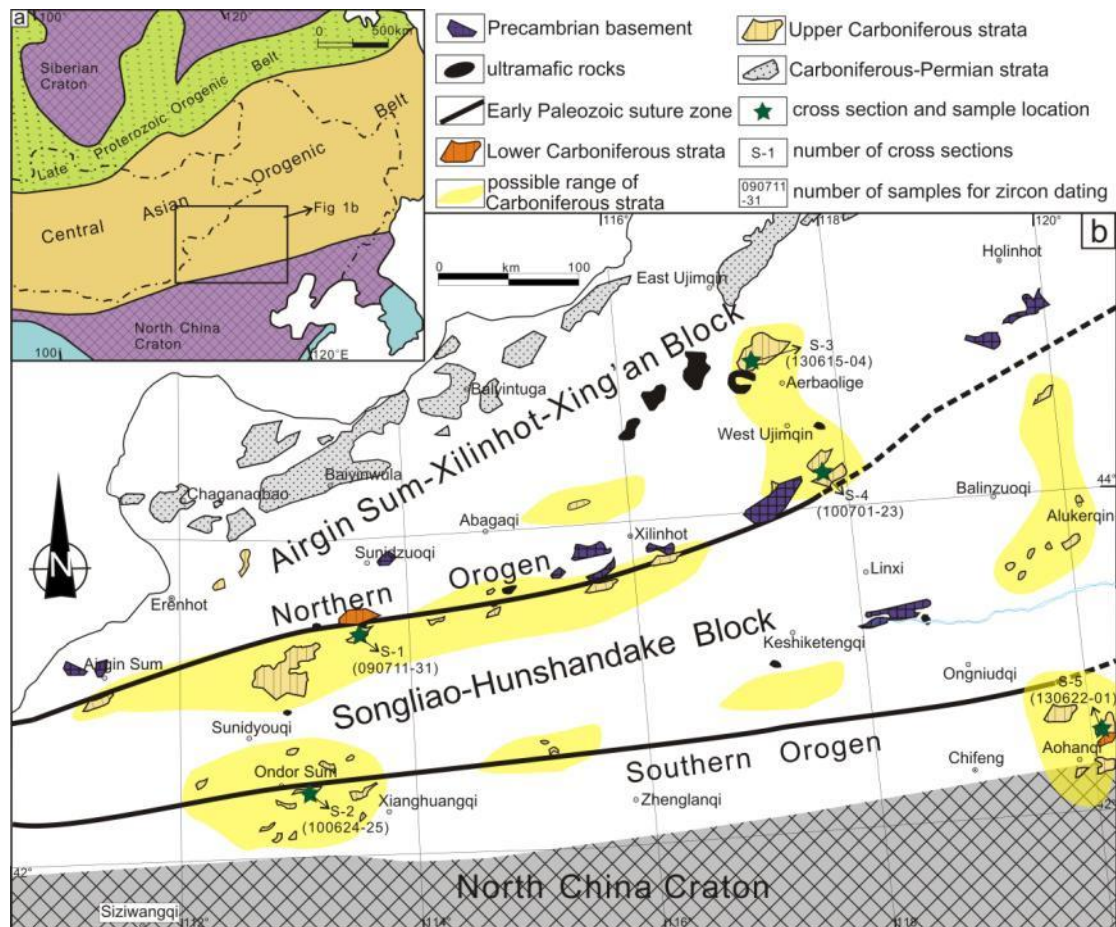 a
100°
120°
0 500km
Siberian
Craton
Late Proterozoic Orogenic Belt
Central Asian Orogenic Belt
Fig 1b
North China
Craton
100
120°E
Precambrian basement
ultramafic rocks
Early Paleozoic suture zone
Lower Carboniferous strata
possible range of
Carboniferous strata
Upper Carboniferous strata
Carboniferous-Permian strata
cross section and sample location
S-1 number of cross sections
090711
-31
number of samples for zircon dating
b
116°
118°
120°
0 km 100
Holinhot
East Ujimqin
S-3
(130615-04)
Aerbaolige
Baiyintuga
West Ujimqin
Airgin Sum-Xilinhot-Xing'an Block
Baiyinwula
Chaganaobao
S-4
(100701-23)
Balinzuoqi
44°
Alukerqin
Abagaqi
Xilinhot
Sunidzuoqi
N
Northern Orogen
Linxi
Erenhot
S-1
(090711-31)
Keshiketengqi
Airgin Sum
Songliao-Hunshandake Block
Ongniudqi
S-5
(130622-01)
Sunidyouqi
Southern Orogen
Chifeng
Aohanqi
Ondor Sum
Xianghuangqi
Zhenglanqi
S-2
(100624-25)
42°
42°
North China Craton
Siziwangqi
112°
114°
116°
118°